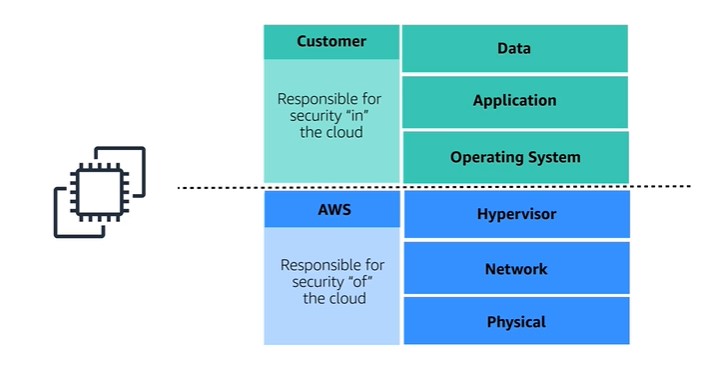 Customer
Responsible for
security “in”
the cloud
Data
Application
Operating System
AWS
Responsible for
security “of”
the cloud
Hypervisor
Network
Physical